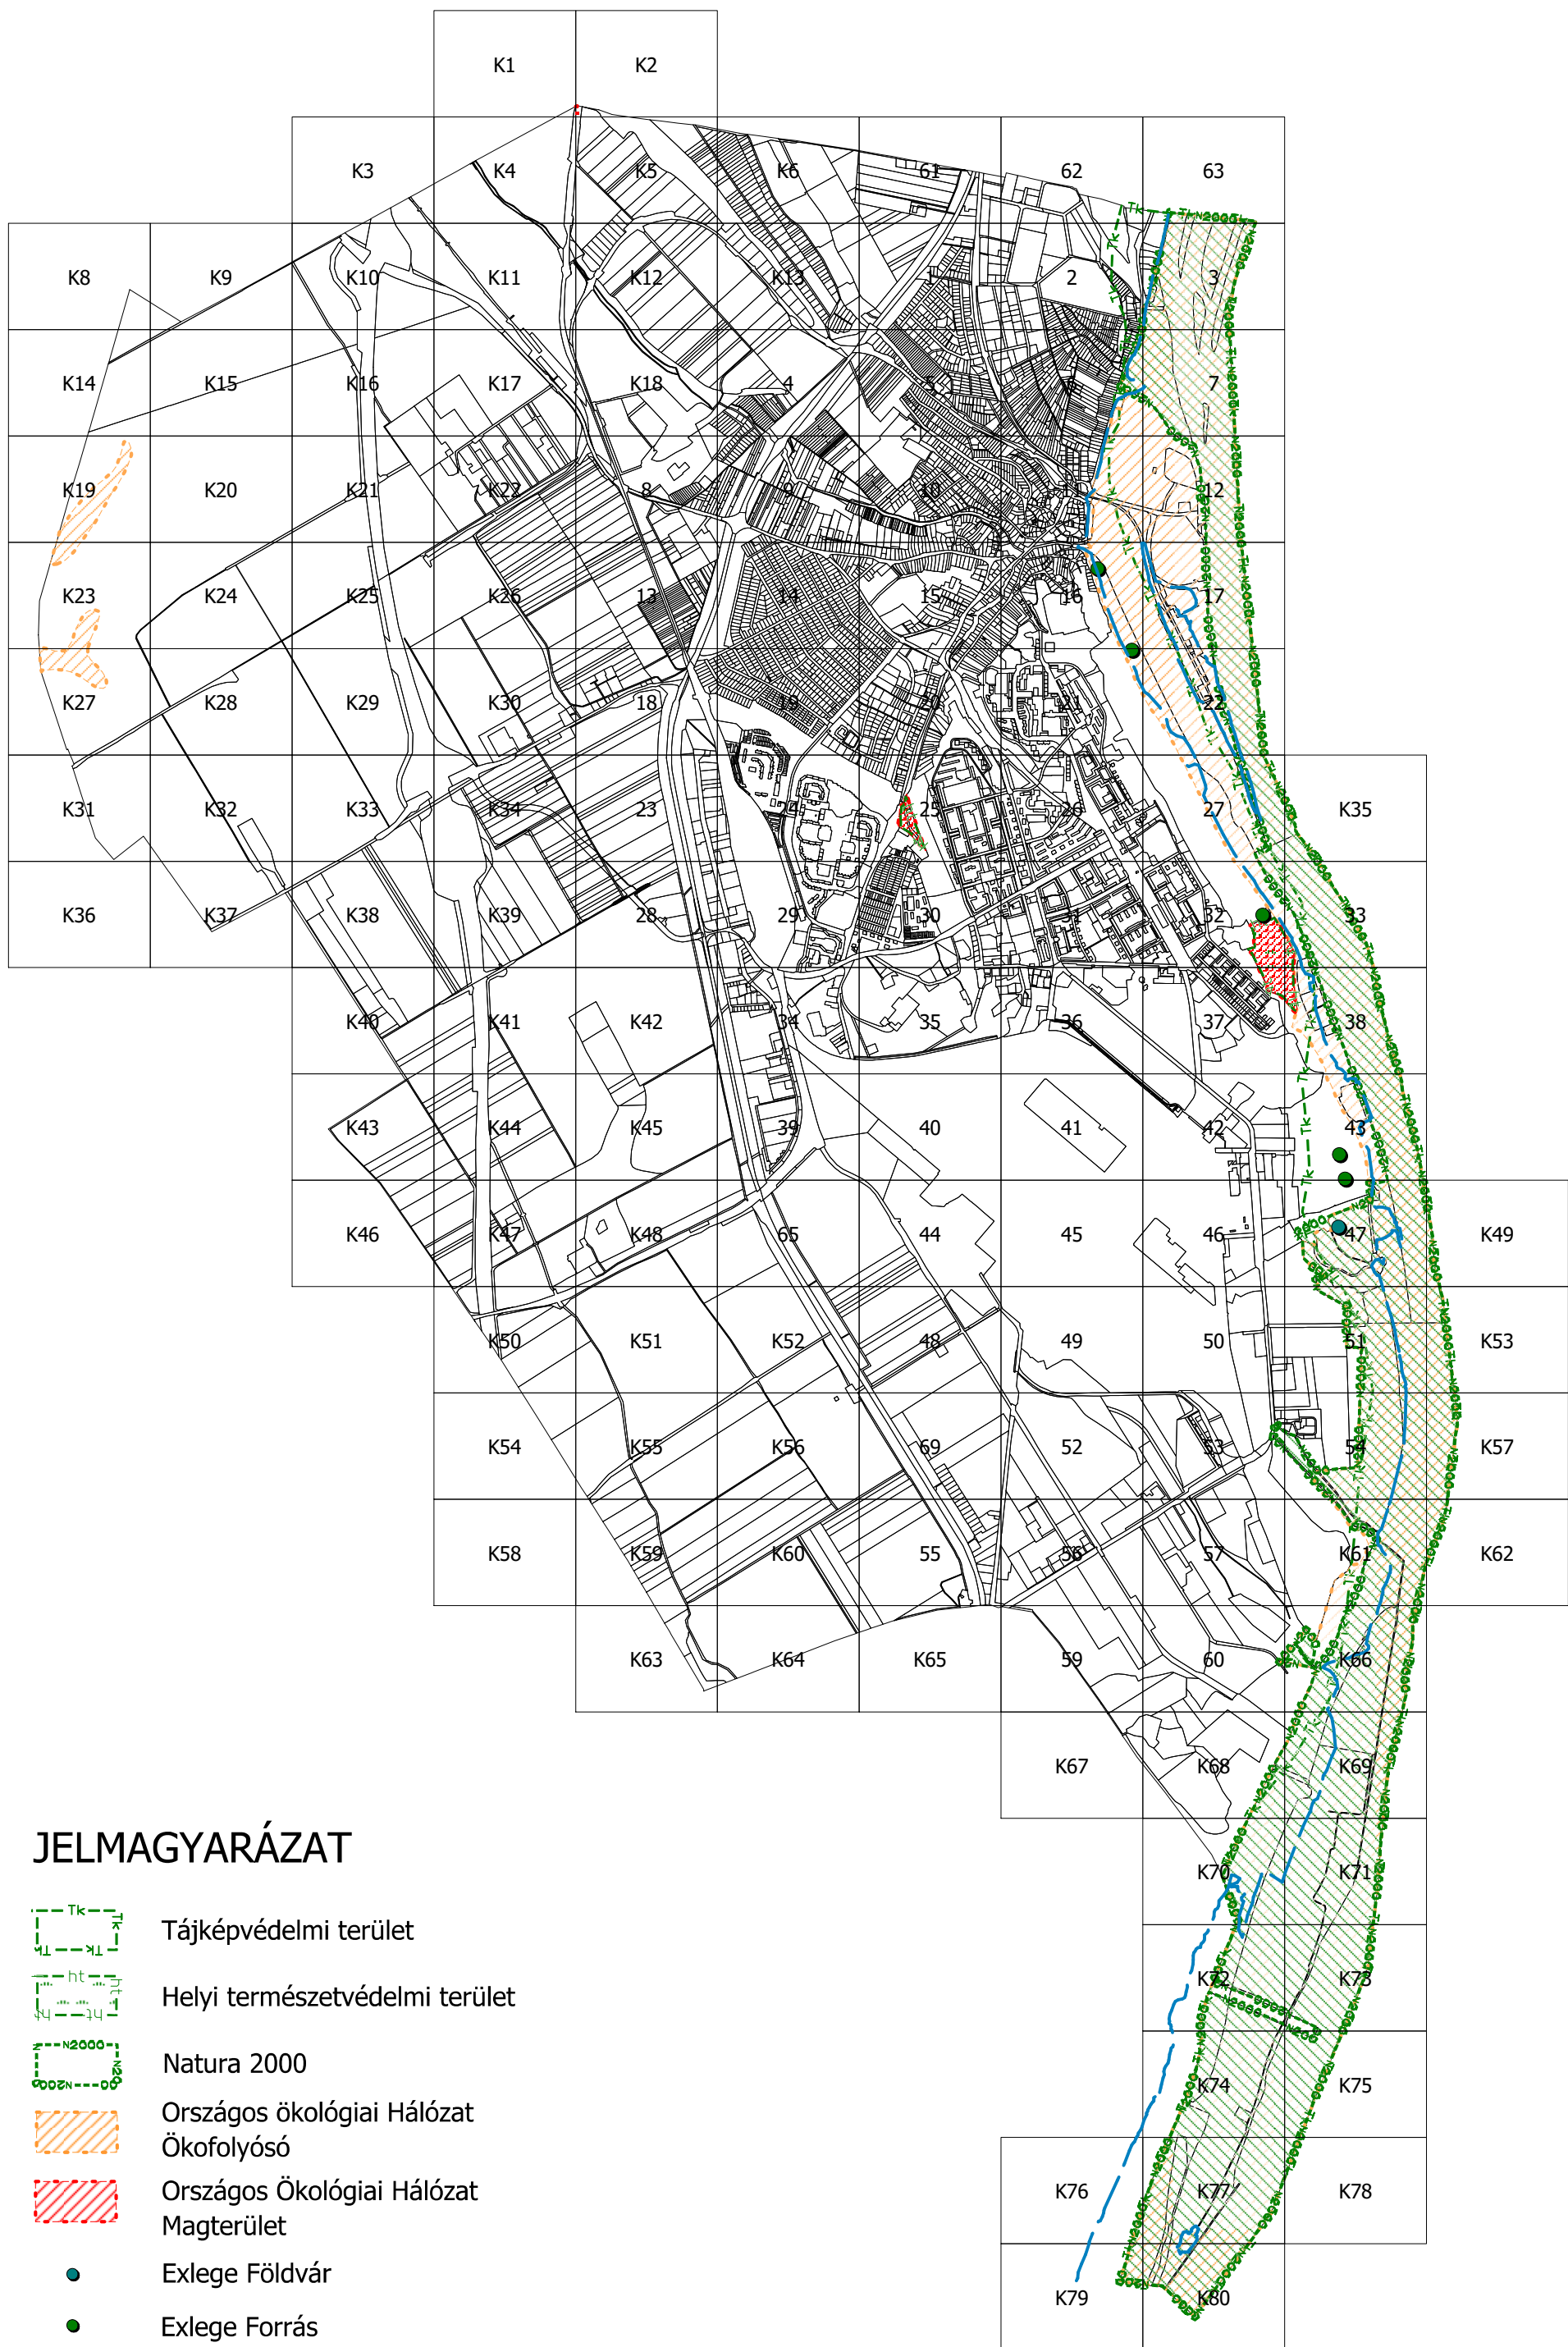 K1 K2
K3 K4 K5 K6 61 62 63
K8 K9 K10 K11 K12 K13 1 2 3
K14 K15 K16 K17 K18 4 5 6 7
K19 K20 K21 K22 8 9 10 11 12
K23 K24 K25 K26 13 14 15 16 17
K27 K28 K29 K30 18 19 20 21 22
K31 K32 K33 K34 23 24 25 26 27 K35
K36 K37 K38 K39 28 29 30 31 32 33
K40 K41 K42 34 35 36 37 38
K43 K44 K45 39 40 41 42 43
K46 K47 K48 65 44 45 46 47 K49
K50 K51 K52 48 49 50 51 K53
K54 K55 K56 69 52 53 54 K57
K58 K59 K60 55 56 57 K61 K62
K63 K64 K65 59 60 K66
K67 K68 K69
K70 K71
K72 K73
K74 K75
K76 K77 K78
K79 K80
JELMAGYARÁZAT
Tk Tájképvédelmi terület
ht Helyi természetvédelmi terület
N2000 Natura 2000
Országos ökológiai Hálózat
Ökofolyósó
Országos Ökológiai Hálózat
Magterület
Exlege Földvár
Exlege Forrás